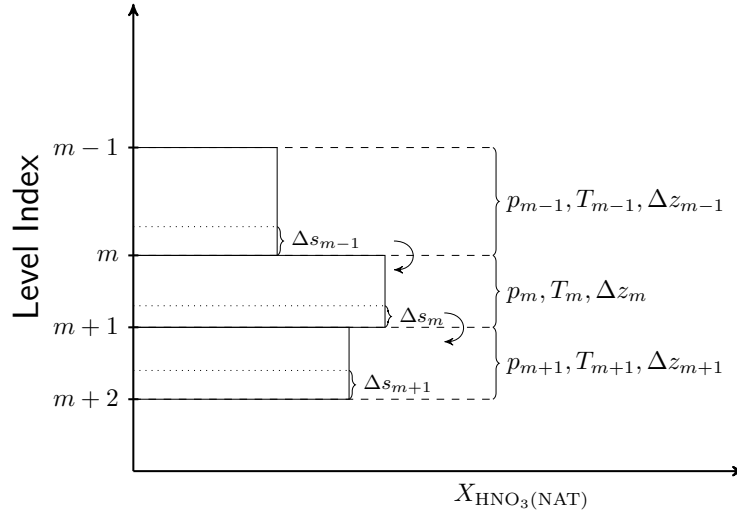 Level Index
m − 1
m
m + 1
m + 2
Δs_{m−1}
Δs_m
Δs_{m+1}
p_{m−1}, T_{m−1}, Δz_{m−1}
p_m, T_m, Δz_m
p_{m+1}, T_{m+1}, Δz_{m+1}
X_{HNO_3(NAT)}